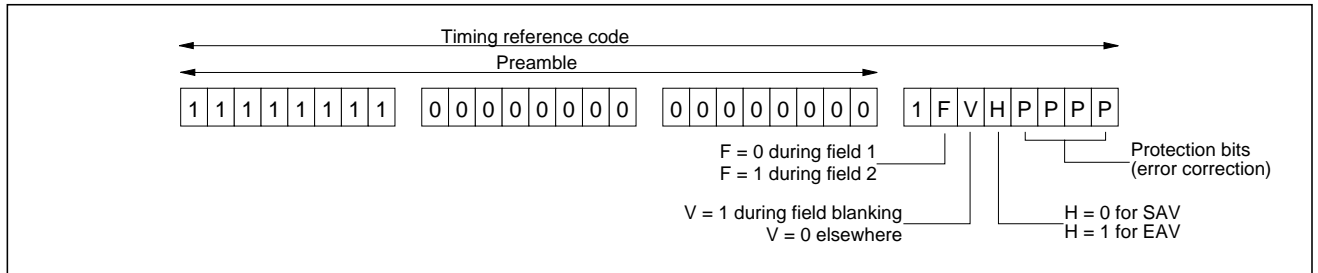 Timing reference code
Preamble
1 1 1 1 1 1 1 1 0 0 0 0 0 0 0 0 0 0 0 0 0 0 0 0 1 F V H P P P P
F = 0 during field 1
F = 1 during field 2
Protection bits
(error correction)
V = 1 during field blanking
V = 0 elsewhere
H = 0 for SAV
H = 1 for EAV